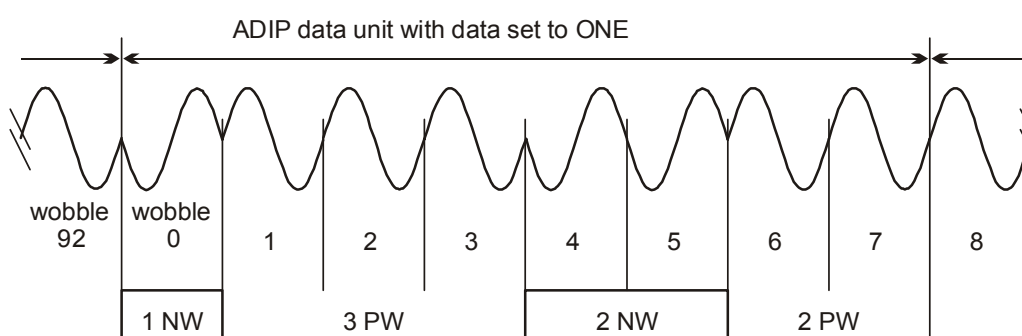 ADIP data unit with data set to ONE
wobble wobble
92 0 1 2 3 4 5 6 7 8
1 NW 3 PW 2 NW 2 PW